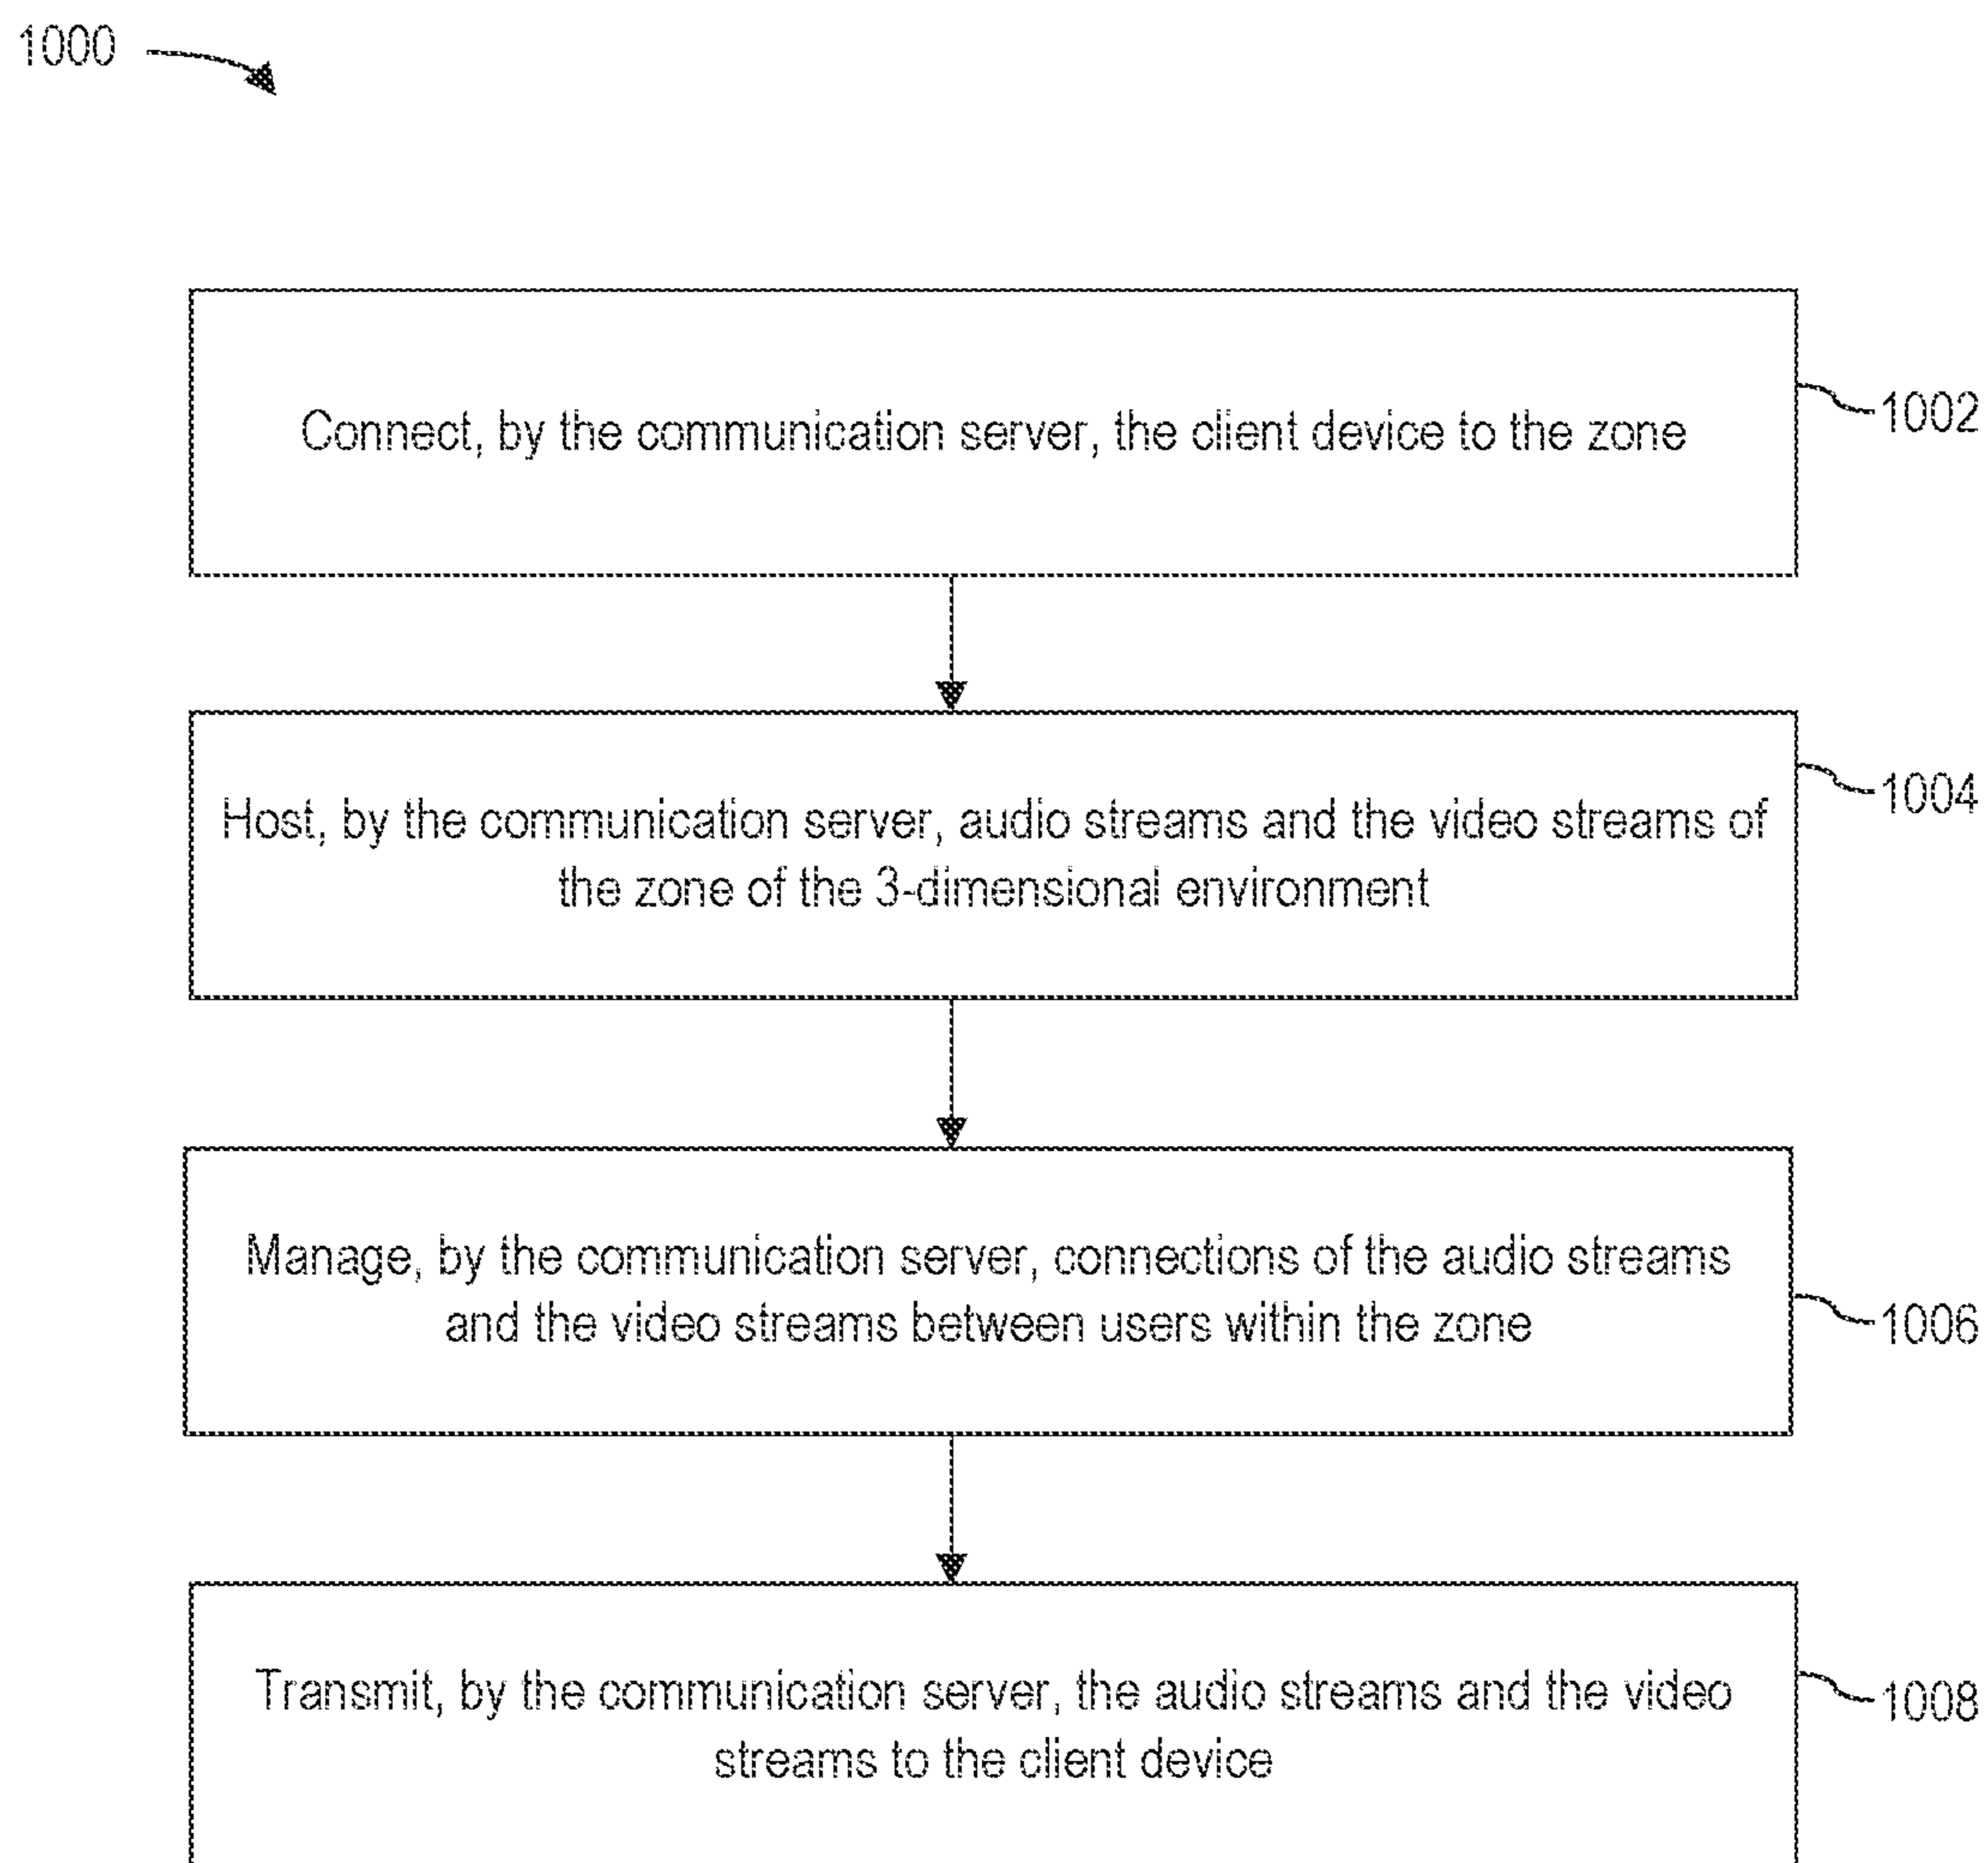 1000
Connect, by the communication server, the client device to the zone
1002
Host, by the communication server, audio streams and the video streams of
the zone of the 3-dimensional environment
1004
Manage, by the communication server, connections of the audio streams
and the video streams between users within the zone
1006
Transmit, by the communication server, the audio streams and the video
streams to the client device
1008